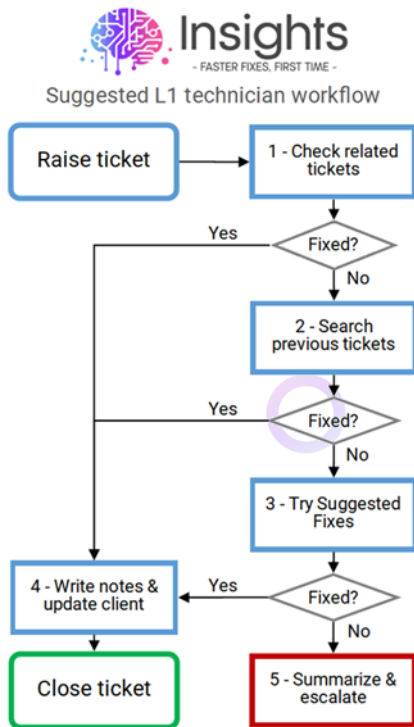 Insights
- FASTER FIXES, FIRST TIME -
Suggested L1 technician workflow
Raise ticket
1 - Check related
tickets
Yes
Fixed?
No
2 - Search
previous tickets
Yes
Fixed?
No
3 - Try Suggested
Fixes
4 - Write notes &
update client
Yes
Fixed?
No
Close ticket
5 - Summarize &
escalate